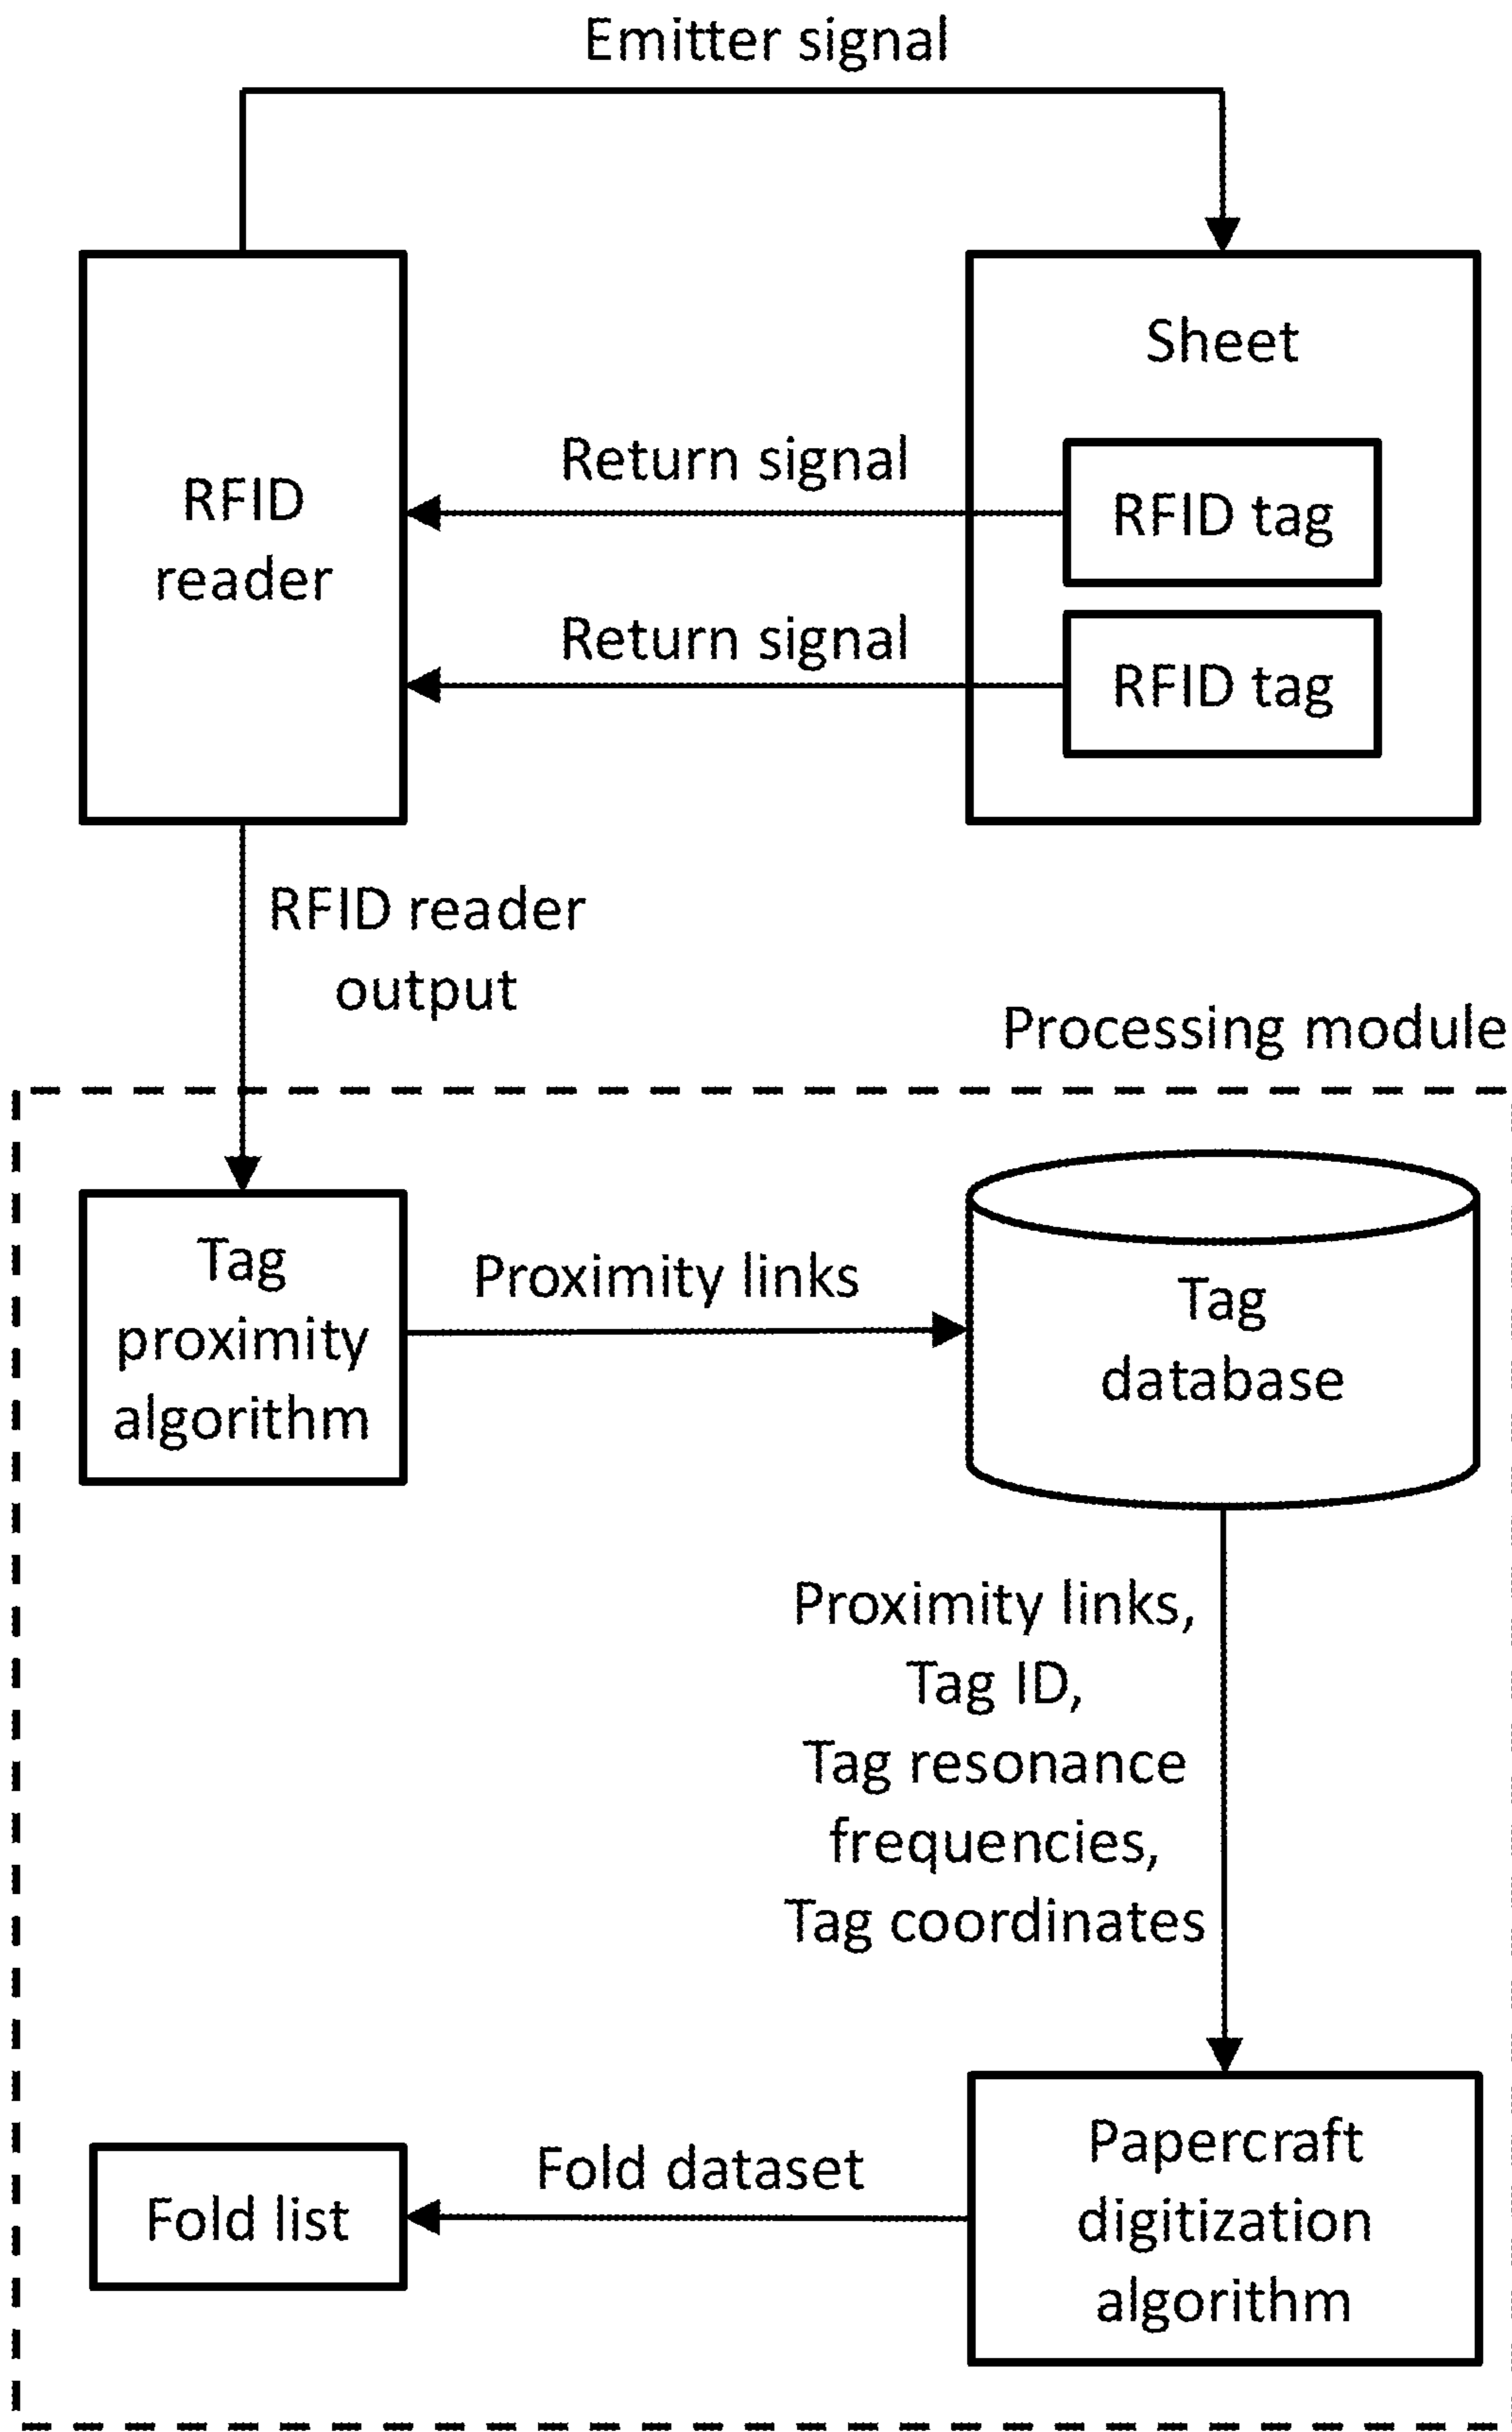 Emitter signal
Sheet
RFID
reader
Return signal
RFID tag
Return signal
RFID tag
RFID reader
output
Processing module
Tag
proximity
algorithm
Proximity links
Tag
database
Proximity links,
Tag ID,
Tag resonance
frequencies,
Tag coordinates
Fold list
Fold dataset
Papercraft
digitization
algorithm